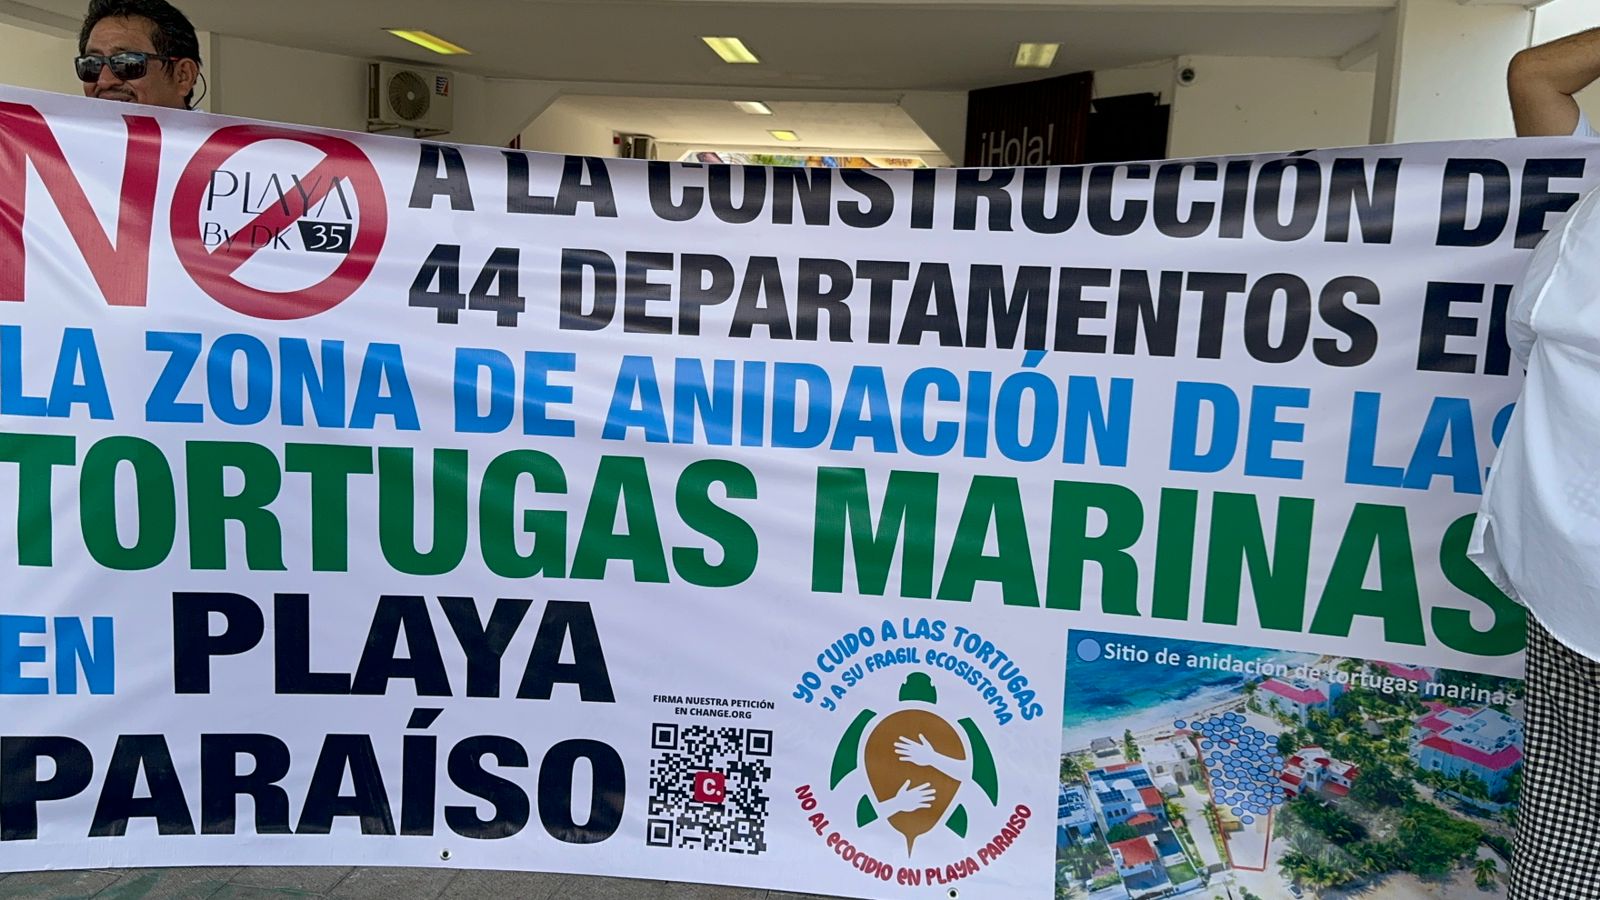 ¡Hola!
NO A LA CONSTRUCCIÓN DE
PLAYA
By DK 35
44 DEPARTAMENTOS EN
LA ZONA DE ANIDACIÓN DE LAS
TORTUGAS MARINAS
EN PLAYA
PARAÍSO
FIRMA NUESTRA PETICIÓN
EN CHANGE.ORG
C.
YO CUIDO A LAS TORTUGAS
Y A SU FRAGIL ECOSISTEMA
NO AL ECOCIDIO EN PLAYA PARAISO
Sitio de anidación de tortugas marinas